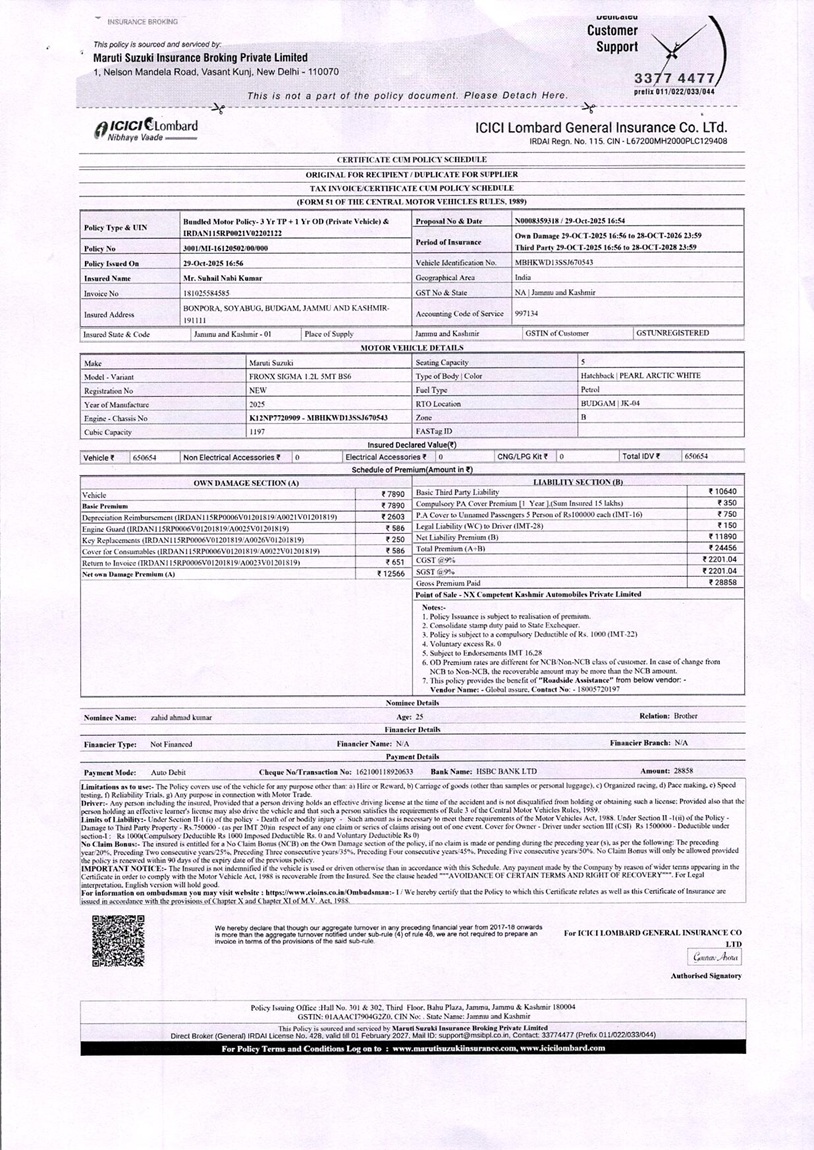 INSURANCE BROKING
This policy is sourced and serviced by:
Maruti Suzuki Insurance Broking Private Limited
1, Nelson Mandela Road, Vasant Kunj, New Delhi - 110070
Dedicated
Customer
Support
3377 4477
prefix 011/022/033/044
This is not a part of the policy document. Please Detach Here.
ICICI Lombard
Nibhaye Vaade
ICICI Lombard General Insurance Co. Ltd.
IRDAI Regn. No. 115. CIN - L67200MH2000PLC129408
CERTIFICATE CUM POLICY SCHEDULE
ORIGINAL FOR RECIPIENT / DUPLICATE FOR SUPPLIER
TAX INVOICE/CERTIFICATE CUM POLICY SCHEDULE
(FORM 51 OF THE CENTRAL MOTOR VEHICLES RULES, 1989)
Policy Type & UIN Bundled Motor Policy- 3 Yr TP + 1 Yr OD (Private Vehicle) & IRDAN115RP0021V02202122
Proposal No & Date N0008359318 / 29-Oct-2025 16:54
Policy No 3001/MI-16120502/00/000
Period of Insurance Own Damage 29-OCT-2025 16:56 to 28-OCT-2026 23:59
Third Party 29-OCT-2025 16:56 to 28-OCT-2028 23:59
Policy Issued On 29-Oct-2025 16:56 Vehicle Identification No. MBHKWD13SSJ670543
Insured Name Mr. Suhail Nabi Kumar Geographical Area India
Invoice No 181025584585 GST No & State NA | Jammu and Kashmir
Insured Address BONPORA, SOYABUG, BUDGAM, JAMMU AND KASHMIR-
191111
Accounting Code of Service 997134
Insured State & Code Jammu and Kashmir - 01 Place of Supply Jammu and Kashmir GSTIN of Customer GSTUNREGISTERED
MOTOR VEHICLE DETAILS
Make Maruti Suzuki Seating Capacity 5
Model - Variant FRONX SIGMA 1.2L 5MT BS6 Type of Body | Color Hatchback | PEARL ARCTIC WHITE
Registration No NEW Fuel Type Petrol
Year of Manufacture 2025 RTO Location BUDGAM | JK-04
Engine - Chassis No K12NP7720909 - MBHKWD13SSJ670543 Zone B
Cubic Capacity 1197 FASTag ID
Insured Declared Value(₹)
Vehicle ₹ 650654 Non Electrical Accessories ₹ 0 Electrical Accessories ₹ 0 CNG/LPG Kit ₹ 0 Total IDV ₹ 650654
Schedule of Premium(Amount in ₹)
OWN DAMAGE SECTION (A)
Vehicle ₹ 7890
Basic Premium ₹ 7890
Depreciation Reimbursement (IRDAN115RP0006V01201819/A0021V01201819) ₹ 2603
Engine Guard (IRDAN115RP0006V01201819/A0025V01201819) ₹ 586
Key Replacements (IRDAN115RP0006V01201819/A0026V01201819) ₹ 250
Cover for Consumables (IRDAN115RP0006V01201819/A0022V01201819) ₹ 586
Return to Invoice (IRDAN115RP0006V01201819/A0023V01201819) ₹ 651
Net own Damage Premium (A) ₹ 12566
LIABILITY SECTION (B)
Basic Third Party Liability ₹ 10640
Compulsory PA Cover Premium [1 Year],(Sum Insured 15 lakhs) ₹ 350
P.A Cover to Unnamed Passengers 5 Person of Rs100000 each (IMT-16) ₹ 750
Legal Liability (WC) to Driver (IMT-28) ₹ 150
Net Liability Premium (B) ₹ 11890
Total Premium (A+B) ₹ 24456
CGST @9% ₹ 2201.04
SGST @9% ₹ 2201.04
Gross Premium Paid ₹ 28858
Point of Sale - NX Competent Kashmir Automobiles Private Limited
Notes:-
1. Policy Issuance is subject to realisation of premium.
2. Consolidate stamp duty paid to State Exchequer.
3. Policy is subject to a compulsory Deductible of Rs. 1000 (IMT-22)
4. Voluntary excess Rs. 0
5. Subject to Endorsements IMT 16,28
6. OD Premium rates are different for NCB/Non-NCB class of customer. In case of change from
NCB to Non-NCB, the recoverable amount may be more than the NCB amount.
7. This policy provides the benefit of "Roadside Assistance" from below vendor: -
Vendor Name: - Global assure, Contact No: - 18005720197
Nominee Details
Nominee Name: zahid ahmad kumar Age: 25 Relation: Brother
Financier Details
Financier Type: Not Financed Financier Name: N/A Financier Branch: N/A
Payment Details
Payment Mode: Auto Debit Cheque No/Transaction No: 162100118920633 Bank Name: HSBC BANK LTD Amount: 28858
Limitations as to use:- The Policy covers use of the vehicle for any purpose other than: a) Hire or Reward, b) Carriage of goods (other than samples or personal luggage), c) Organized racing, d) Pace making, e) Speed
testing, f) Reliability Trials, g) Any purpose in connection with Motor Trade.
Driver:- Any person including the insured, Provided that a person driving holds an effective driving license at the time of the accident and is not disqualified from holding or obtaining such a license: Provided also that the
person holding an effective learner's license may also drive the vehicle and that such a person satisfies the requirements of Rule 3 of the Central Motor Vehicles Rules, 1989.
Limits of Liability:- Under Section II-1 (i) of the policy - Death of or bodily injury - Such amount as is necessary to meet there requirements of the Motor Vehicles Act, 1988. Under Section II -1(ii) of the Policy -
Damage to Third Party Property - Rs.750000 - (as per IMT 20)in respect of any one claim or series of claims arising out of one event. Cover for Owner - Driver under section III (CSI) Rs 1500000 - Deductible under
section-I : Rs 1000(Compulsory Deductible Rs 1000 Imposed Deductible Rs. 0 and Voluntary Deductible Rs 0)
No Claim Bonus:- The insured is entitled for a No Claim Bonus (NCB) on the Own Damage section of the policy, if no claim is made or pending during the preceding year (s), as per the following: The preceding
year/20%, Preceding Two consecutive years/25%, Preceding Three consecutive years/35%, Preceding Four consecutive years/45%, Preceding Five consecutive years/50%. No Claim Bonus will only be allowed provided
the policy is renewed within 90 days of the expiry date of the previous policy.
IMPORTANT NOTICE:- The Insured is not indemnified if the vehicle is used or driven otherwise than in accordance with this Schedule. Any payment made by the Company by reason of wider terms appearing in the
Certificate in order to comply with the Motor Vehicle Act, 1988 is recoverable from the Insured. See the clause headed """AVOIDANCE OF CERTAIN TERMS AND RIGHT OF RECOVERY""". For Legal
interpretation, English version will hold good.
For information on ombudsman you may visit website : https://www.cioins.co.in/Ombudsman:- I / We hereby certify that the Policy to which this Certificate relates as well as this Certificate of Insurance are
issued in accordance with the provisions of Chapter X and Chapter XI of M.V. Act, 1988.
We hereby declare that though our aggregate turnover in any preceding financial year from 2017-18 onwards
is more than the aggregate turnover notified under sub-rule (4) of rule 48, we are not required to prepare an
invoice in terms of the provisions of the said sub-rule.
For ICICI LOMBARD GENERAL INSURANCE CO
LTD
Authorised Signatory
Policy Issuing Office :Hall No. 301 & 302, Third Floor, Bahu Plaza, Jammu, Jammu & Kashmir 180004
GSTIN: 01AAACI7904G2Z0, CIN No: . State Name: Jammu and Kashmir
This Policy is sourced and serviced by Maruti Suzuki Insurance Broking Private Limited
Direct Broker (General) IRDAI License No. 428, valid till 01 February 2027, Mail ID: support@msibpl.co.in, Contact: 33774477 (Prefix 011/022/033/044)
For Policy Terms and Conditions Log on to : www.marutisuzukiinsurance.com, www.icicilombard.com